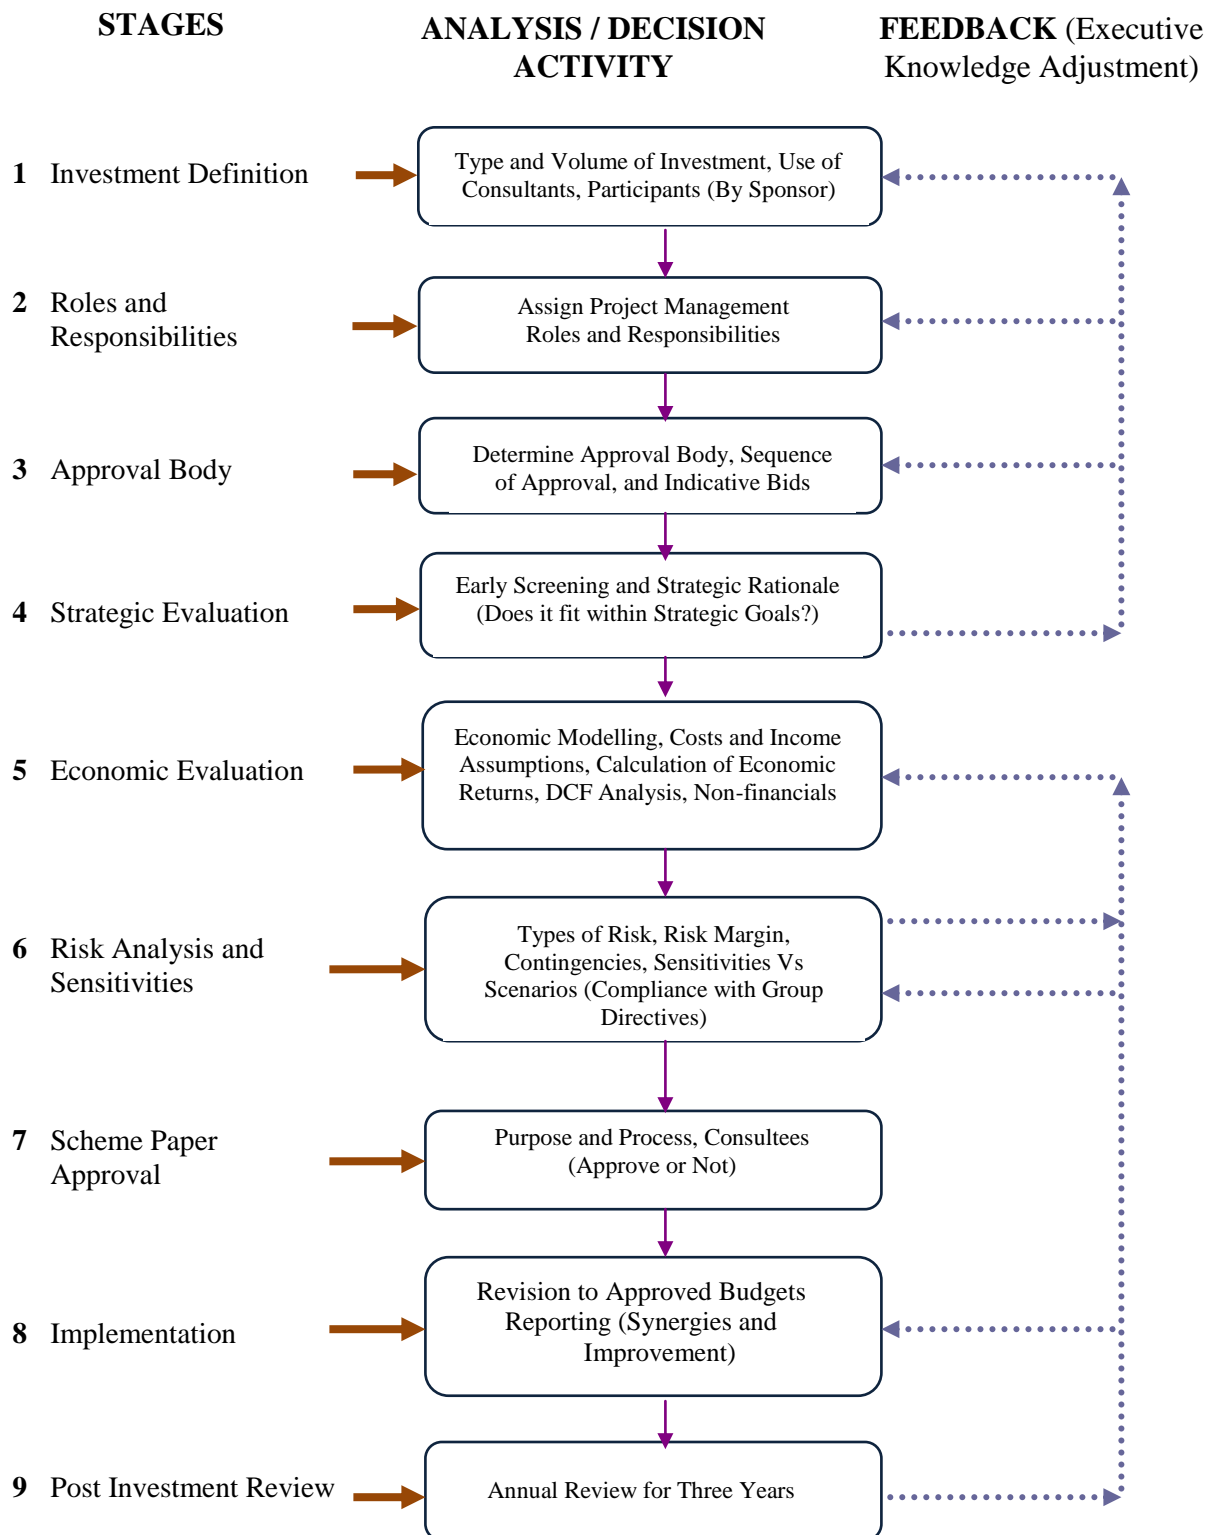 STAGES
ANALYSIS / DECISION
ACTIVITY
FEEDBACK (Executive
Knowledge Adjustment)
1 Investment Definition
Type and Volume of Investment, Use of
Consultants, Participants (By Sponsor)
2 Roles and
Responsibilities
Assign Project Management
Roles and Responsibilities
3 Approval Body
Determine Approval Body, Sequence
of Approval, and Indicative Bids
4 Strategic Evaluation
Early Screening and Strategic Rationale
(Does it fit within Strategic Goals?)
5 Economic Evaluation
Economic Modelling, Costs and Income
Assumptions, Calculation of Economic
Returns, DCF Analysis, Non-financials
6 Risk Analysis and
Sensitivities
Types of Risk, Risk Margin,
Contingencies, Sensitivities Vs
Scenarios (Compliance with Group
Directives)
7 Scheme Paper
Approval
Purpose and Process, Consultees
(Approve or Not)
8 Implementation
Revision to Approved Budgets
Reporting (Synergies and
Improvement)
9 Post Investment Review
Annual Review for Three Years